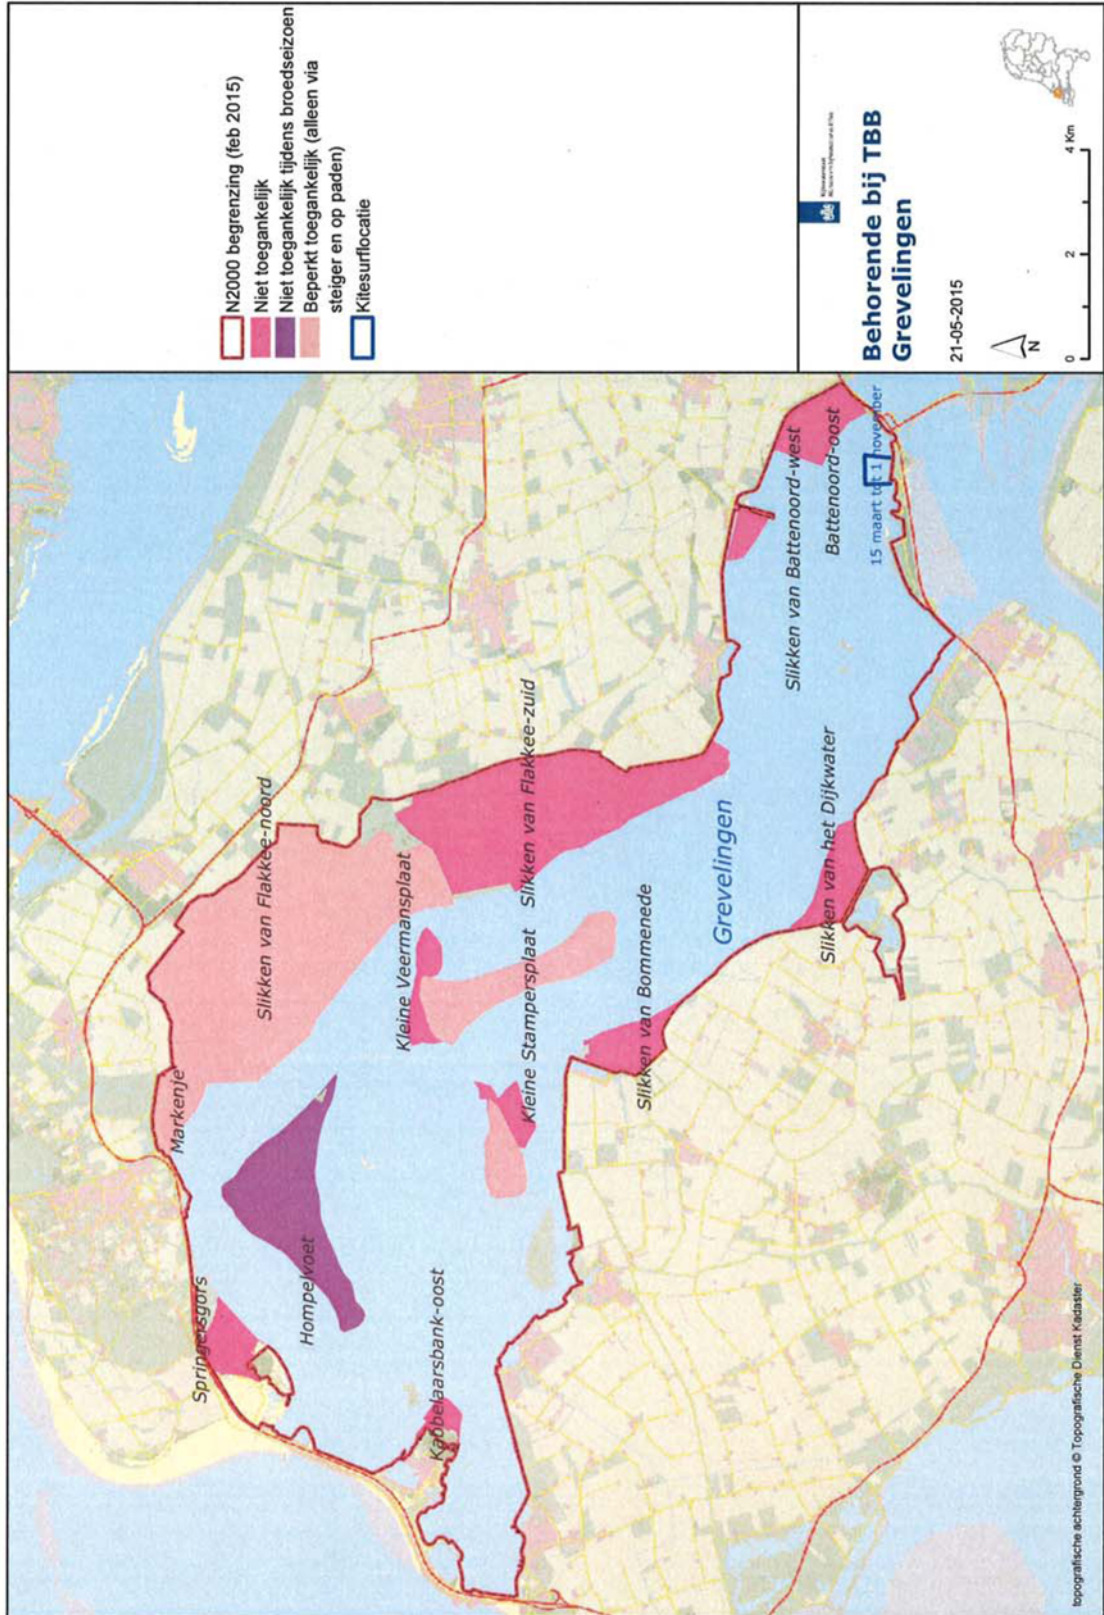 Springersgors
Markenje
Slikken van Flakkee-noord
Hompelvoet
Kabbelaarsbank-oost
Kleine Veermansplaat
Kleine Stampersplaat
Slikken van Flakkee-zuid
Slikken van Bommenede
Grevelingen
Slikken van het Dijkwater
Slikken van Battenoord-west
Battenoord-oost
15 maart tot 1 november
topografische achtergrond © Topografische Dienst Kadaster
N2000 begrenzing (feb 2015)
Niet toegankelijk
Niet toegankelijk tijdens broedseizoen
Beperkt toegankelijk (alleen via
steiger en op paden)
Kitesurflocatie
Rijkswaterstaat
Behorende bij TBB
Grevelingen
21-05-2015
N
0 2 4 Km